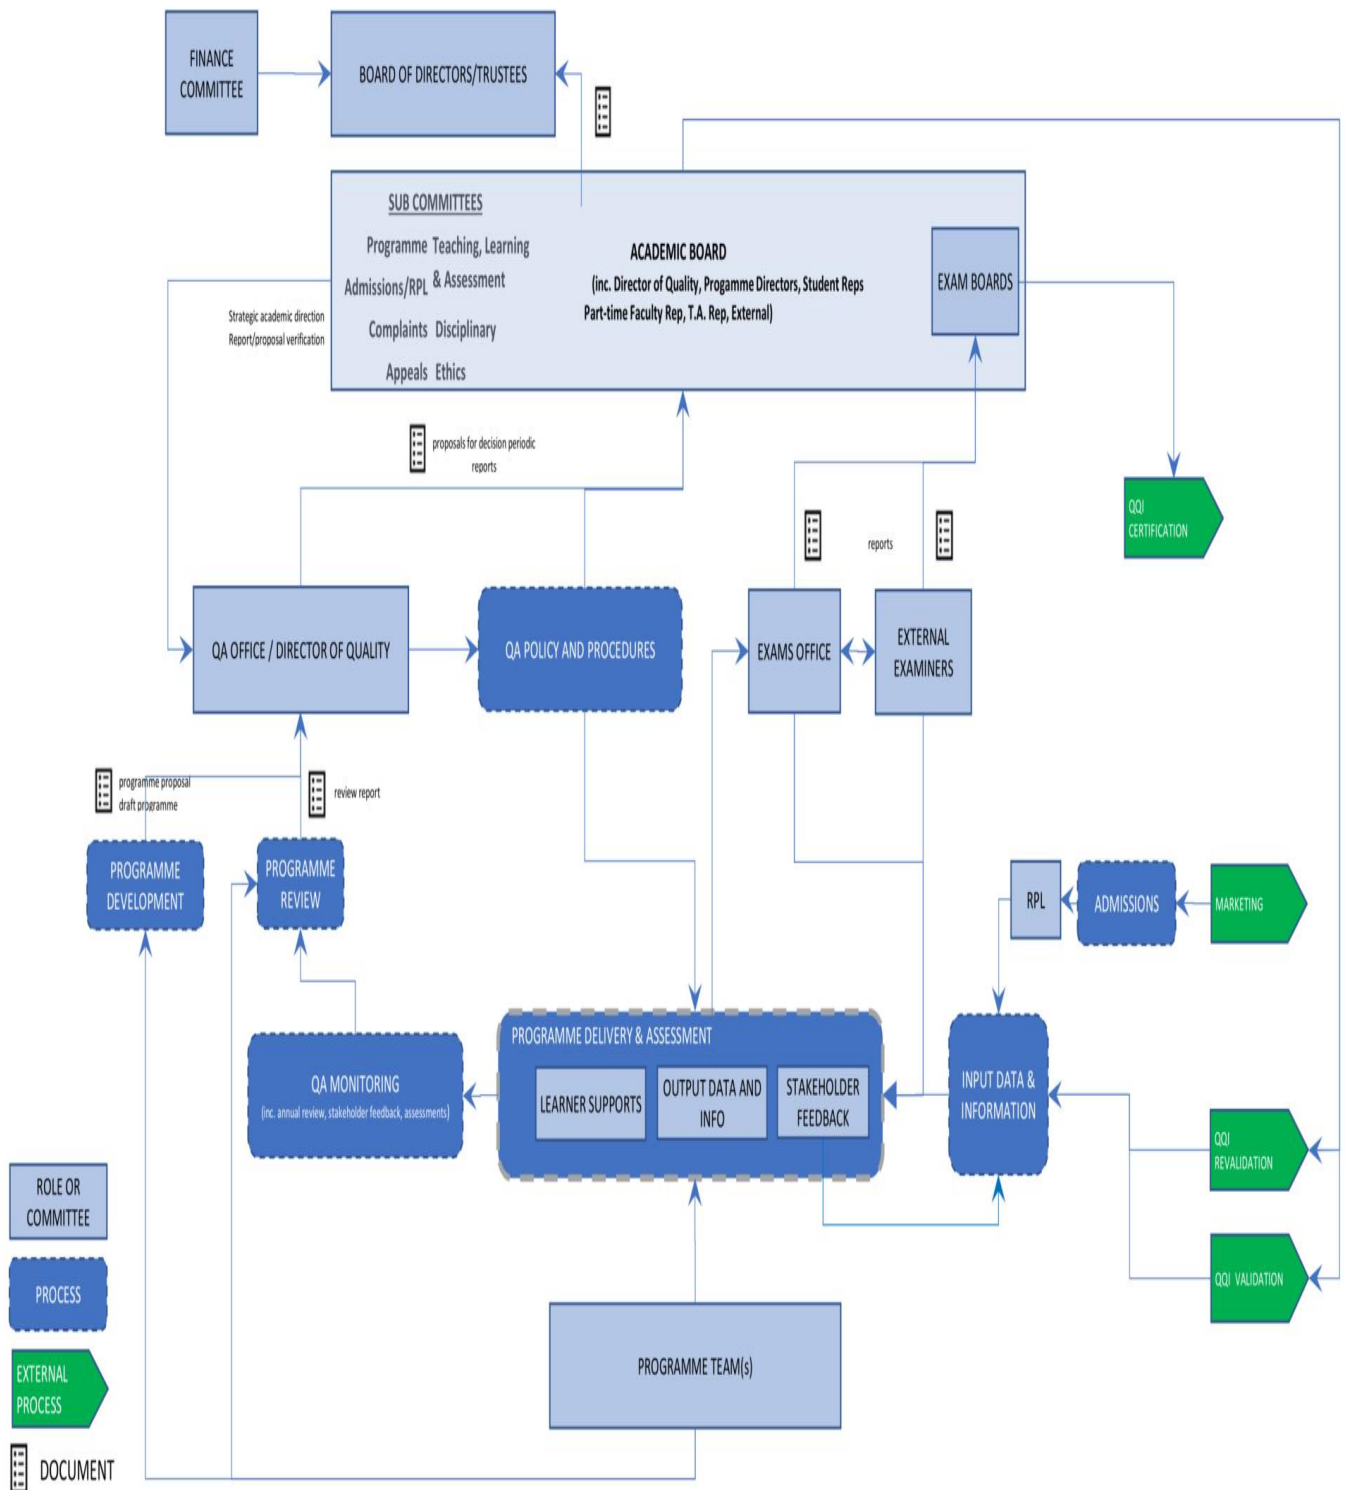 FINANCE
COMMITTEE
BOARD OF DIRECTORS/TRUSTEES
SUB COMMITTEES
Programme Teaching, Learning
Admissions/RPL & Assessment
Complaints Disciplinary
Appeals Ethics
ACADEMIC BOARD
(inc. Director of Quality, Progamme Directors, Student Reps
Part-time Faculty Rep, T.A. Rep, External)
EXAM BOARDS
Strategic academic direction
Report/proposal verification
proposals for decision periodic
reports
QQI
CERTIFICATION
reports
QA OFFICE / DIRECTOR OF QUALITY
QA POLICY AND PROCEDURES
EXAMS OFFICE
EXTERNAL
EXAMINERS
programme proposal
draft programme
review report
PROGRAMME
DEVELOPMENT
PROGRAMME
REVIEW
RPL
ADMISSIONS
MARKETING
PROGRAMME DELIVERY & ASSESSMENT
LEARNER SUPPORTS
OUTPUT DATA AND
INFO
STAKEHOLDER
FEEDBACK
QA MONITORING
(inc. annual review, stakeholder feedback, assessments)
INPUT DATA &
INFORMATION
QQI
REVALIDATION
QQI VALIDATION
ROLE OR
COMMITTEE
PROCESS
EXTERNAL
PROCESS
DOCUMENT
PROGRAMME TEAM(s)